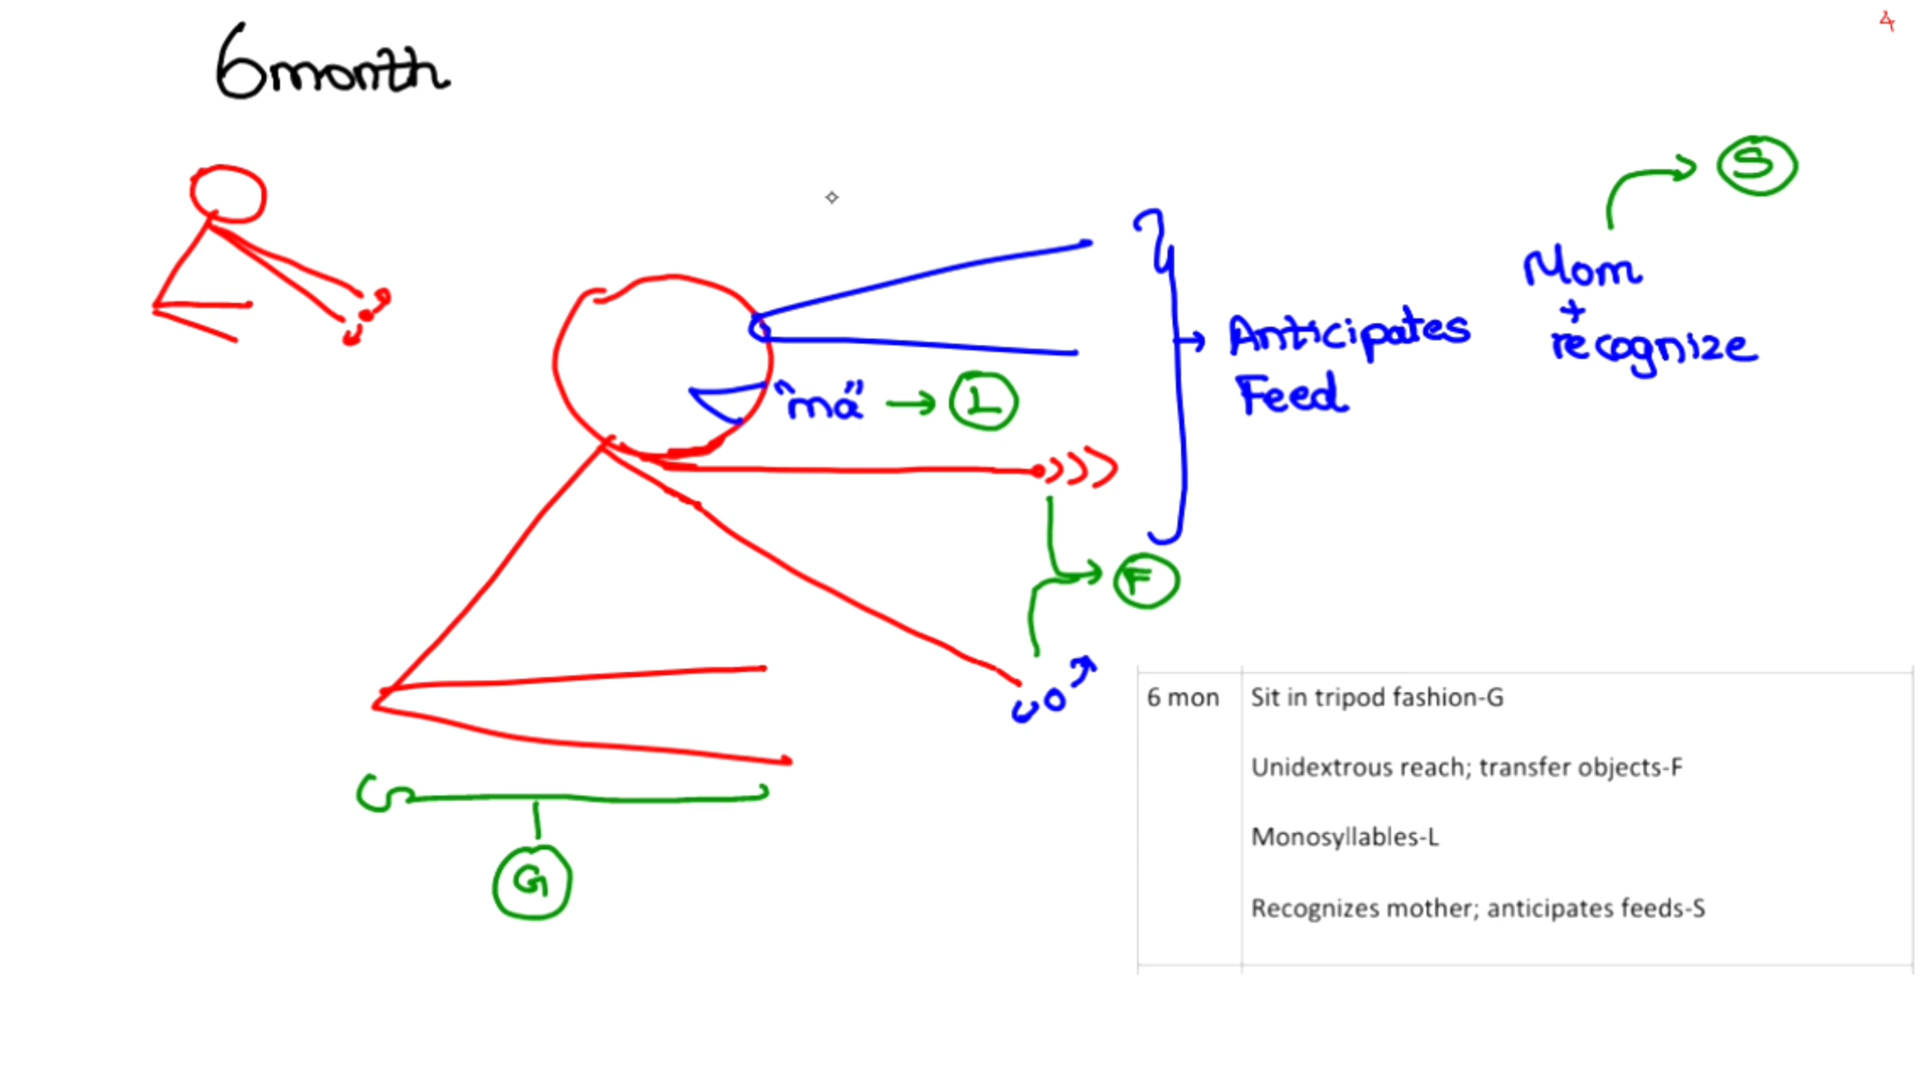 4
6month
S
Mom
+
recognize
Anticipates
Feed
"ma" → L
F
G
6 mon Sit in tripod fashion-G
Unidextrous reach; transfer objects-F
Monosyllables-L
Recognizes mother; anticipates feeds-S